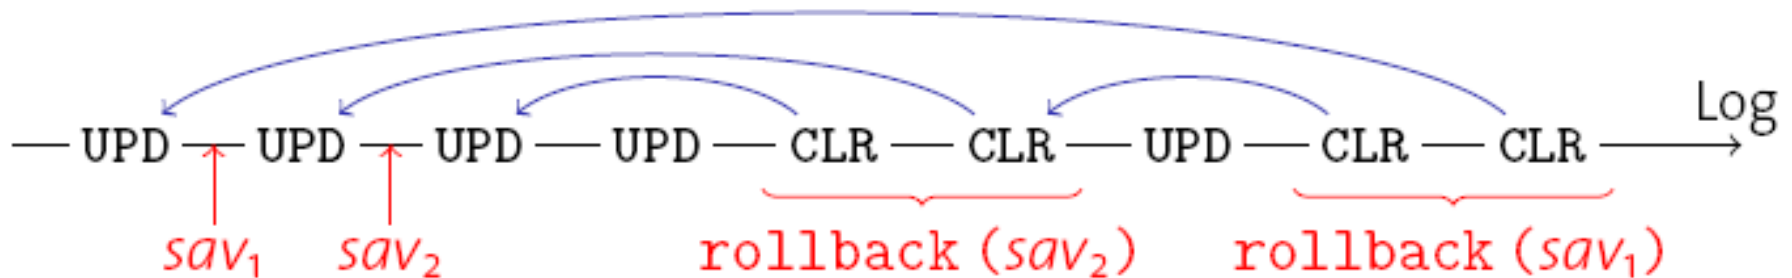 Log
UPD UPD UPD UPD CLR CLR UPD CLR CLR
sav1 sav2 rollback (sav2) rollback (sav1)